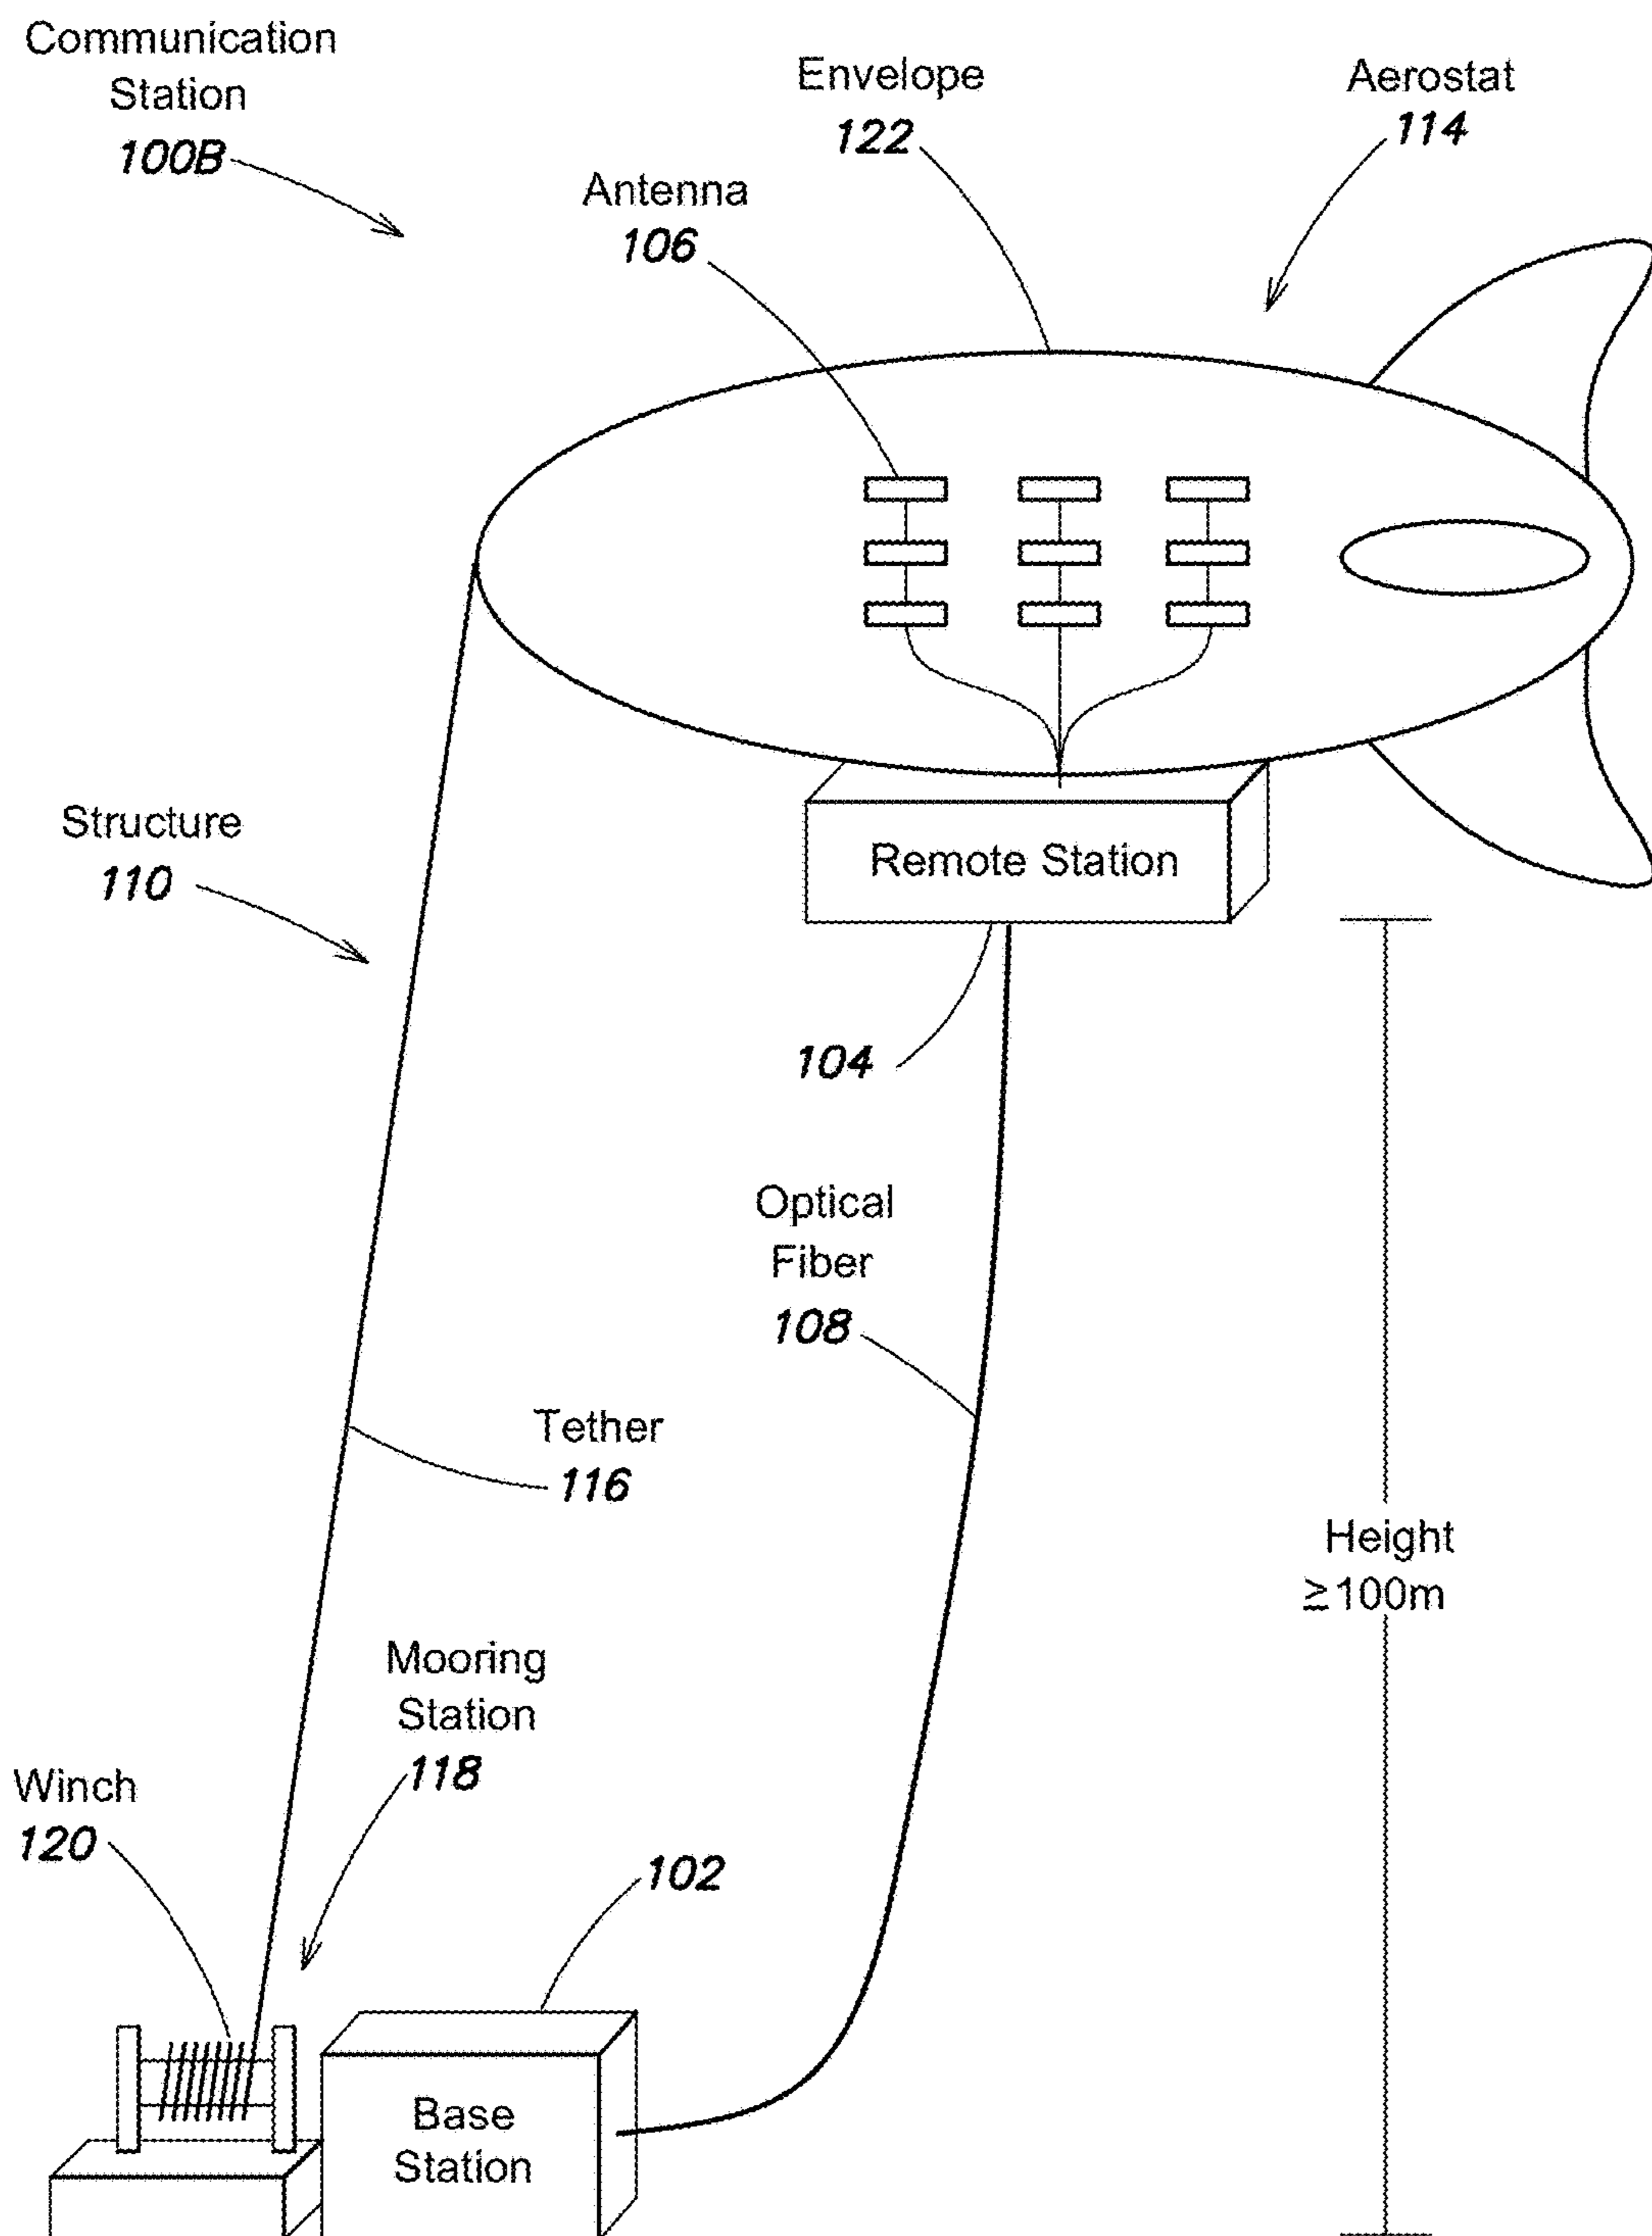 Communication
Station
100B
Envelope
122
Aerostat
114
Antenna
106
Structure
110
Remote Station
104
Optical
Fiber
108
Tether
116
Height
≥100m
Mooring
Station
118
Winch
120
102
Base
Station